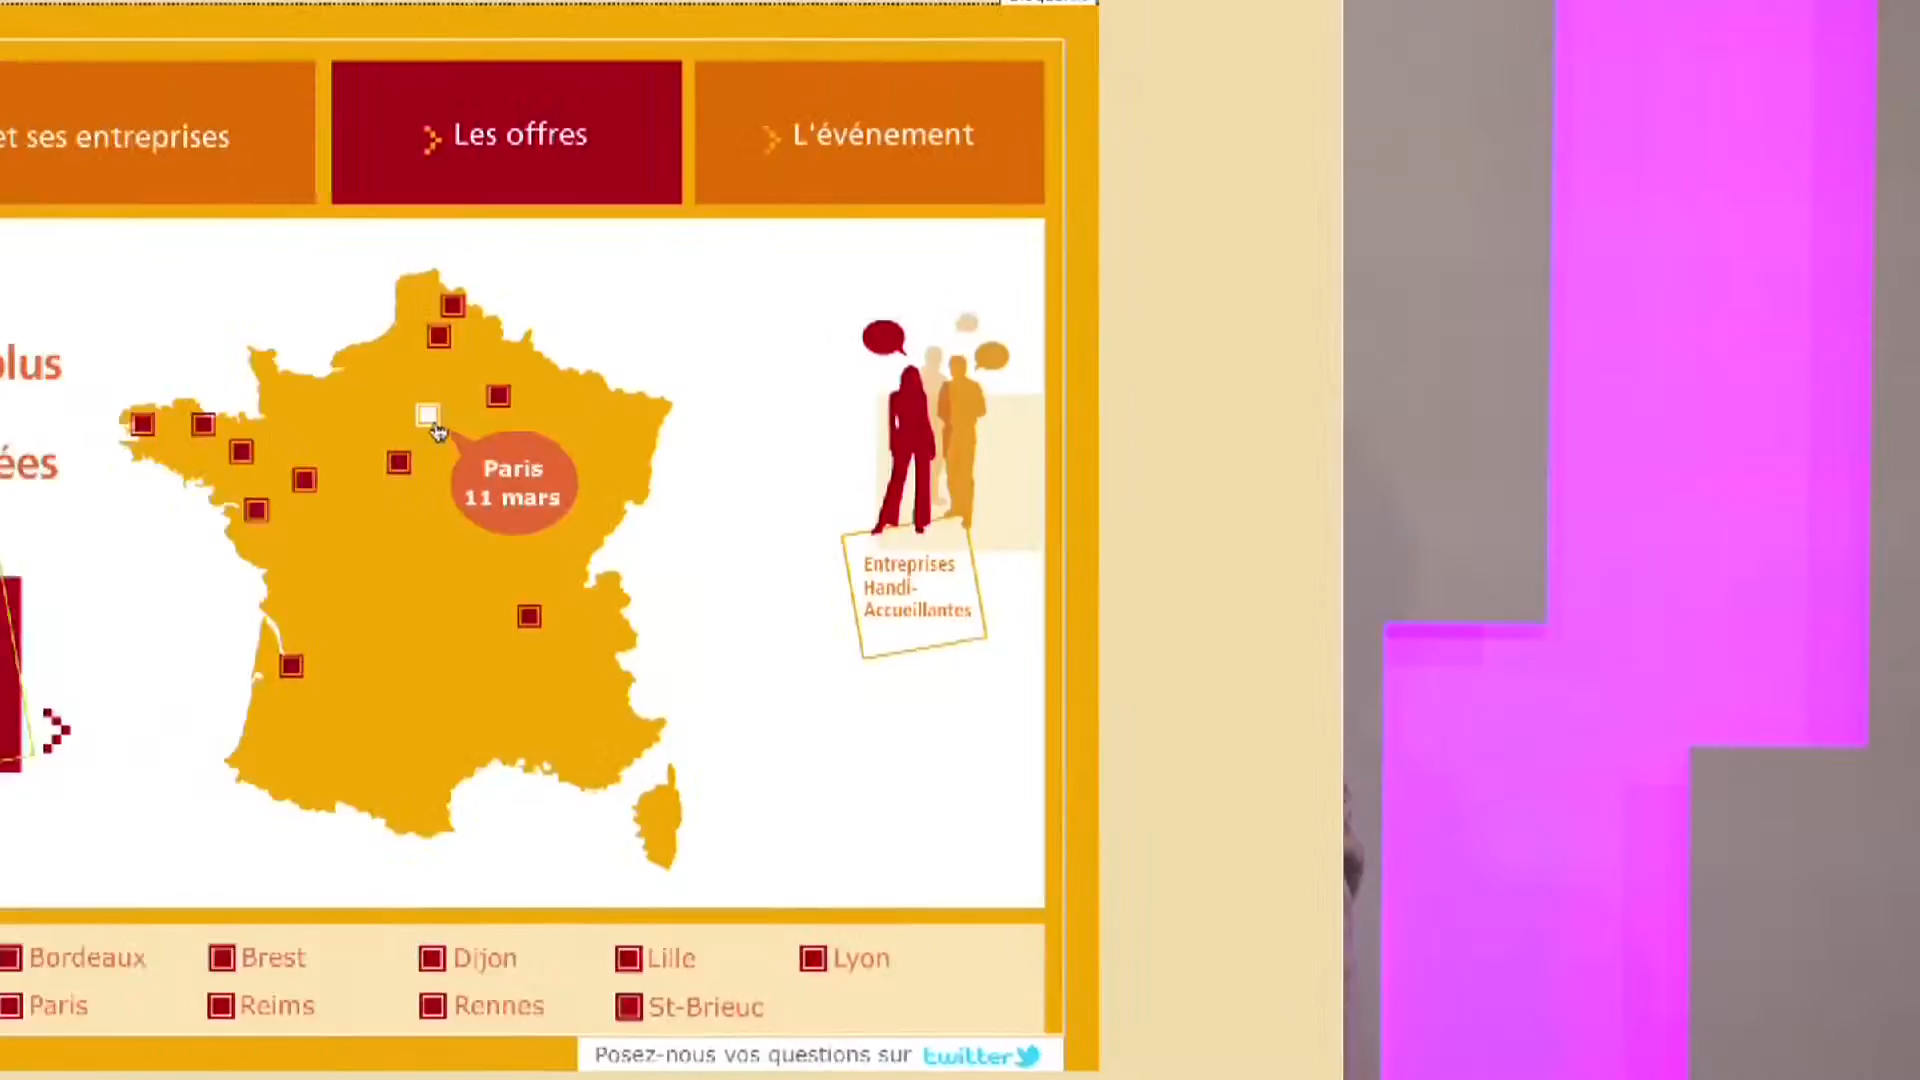 et ses entreprises
Les offres
L'événement
plus
ées
Paris
11 mars
Entreprises
Handi-
Accueillantes
Bordeaux
Brest
Dijon
Lille
Lyon
Paris
Reims
Rennes
St-Brieuc
Posez-nous vos questions sur twitter